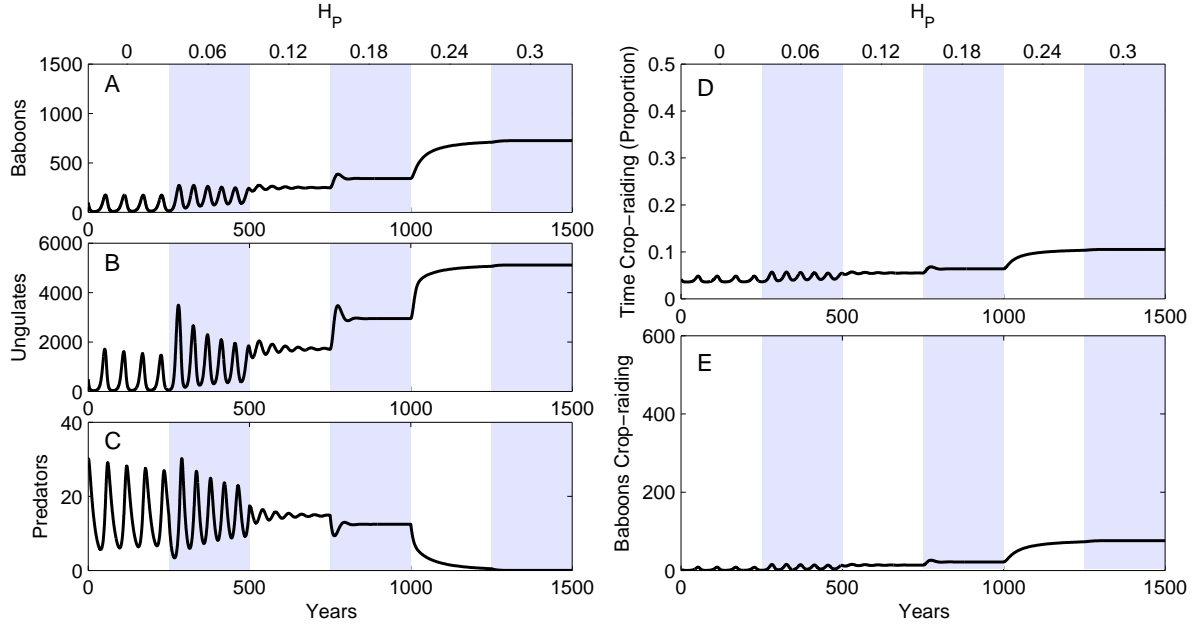 H_P
0 0.06 0.12 0.18 0.24 0.3
1500
1000
500
0
A
Baboons
0 500 1000 1500
6000
4000
2000
0
B
Ungulates
0 500 1000 1500
40
20
0
C
Predators
0 500 1000 1500
Years
H_P
0 0.06 0.12 0.18 0.24 0.3
0.5
0.4
0.3
0.2
0.1
0
D
Time Crop−raiding (Proportion)
0 500 1000 1500
600
400
200
0
E
Baboons Crop−raiding
0 500 1000 1500
Years